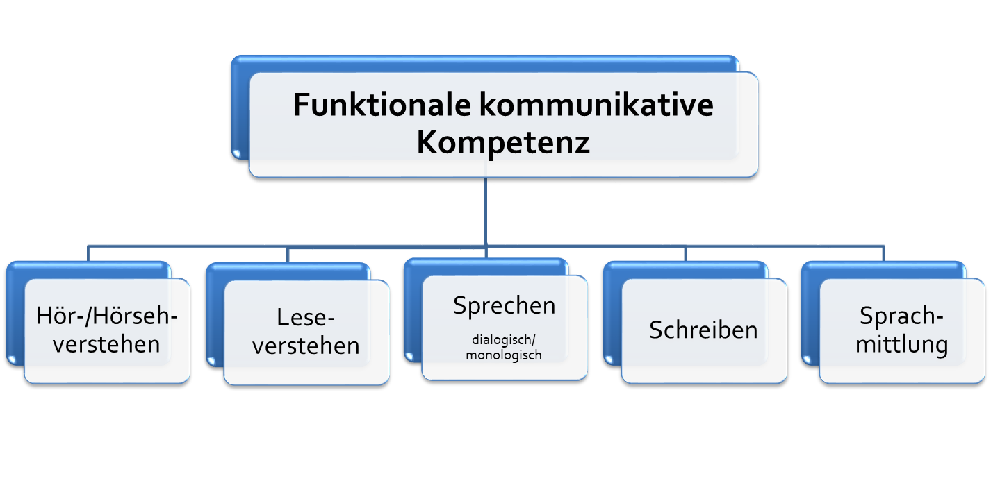 Funktionale kommunikative
Kompetenz
Hör-/Hörseh-
verstehen
Lese-
verstehen
Sprechen
dialogisch/
monologisch
Schreiben
Sprach-
mittlung